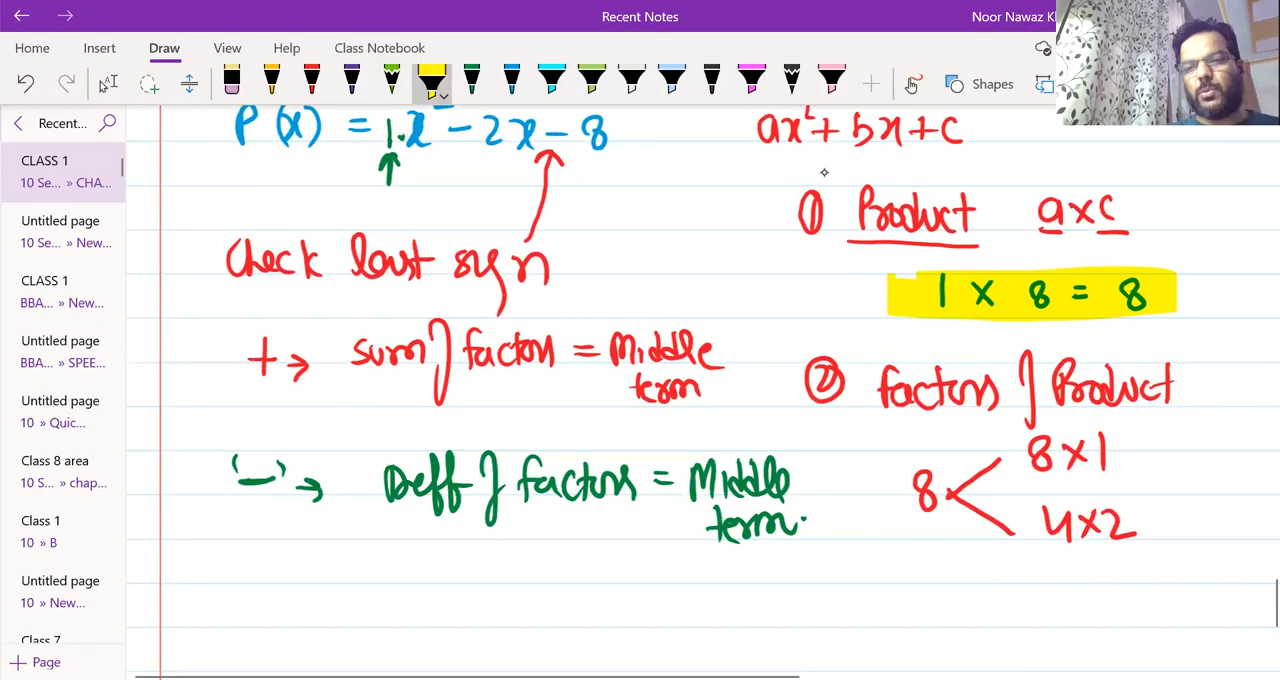 Recent Notes
Noor Nawaz Kh
Home Insert Draw View Help Class Notebook
Shapes
Recent...
CLASS 1
10 Se... » CHA...
Untitled page
10 Se... » New...
CLASS 1
BBA... » New...
Untitled page
BBA... » SPEE...
Untitled page
10 » Quic...
Class 8 area
10 S... » chap...
Class 1
10 » B
Untitled page
10 » New...
Class 7
+ Page
P(x) = 1.x² - 2x - 8
check last sign
+ → sum of factors = Middle
term
'-' → Deff of factors = Middle
term.
ax² + bx + c
① Product a x c
1 x 8 = 8
② factors of Product
8 x 1
8
4 x 2